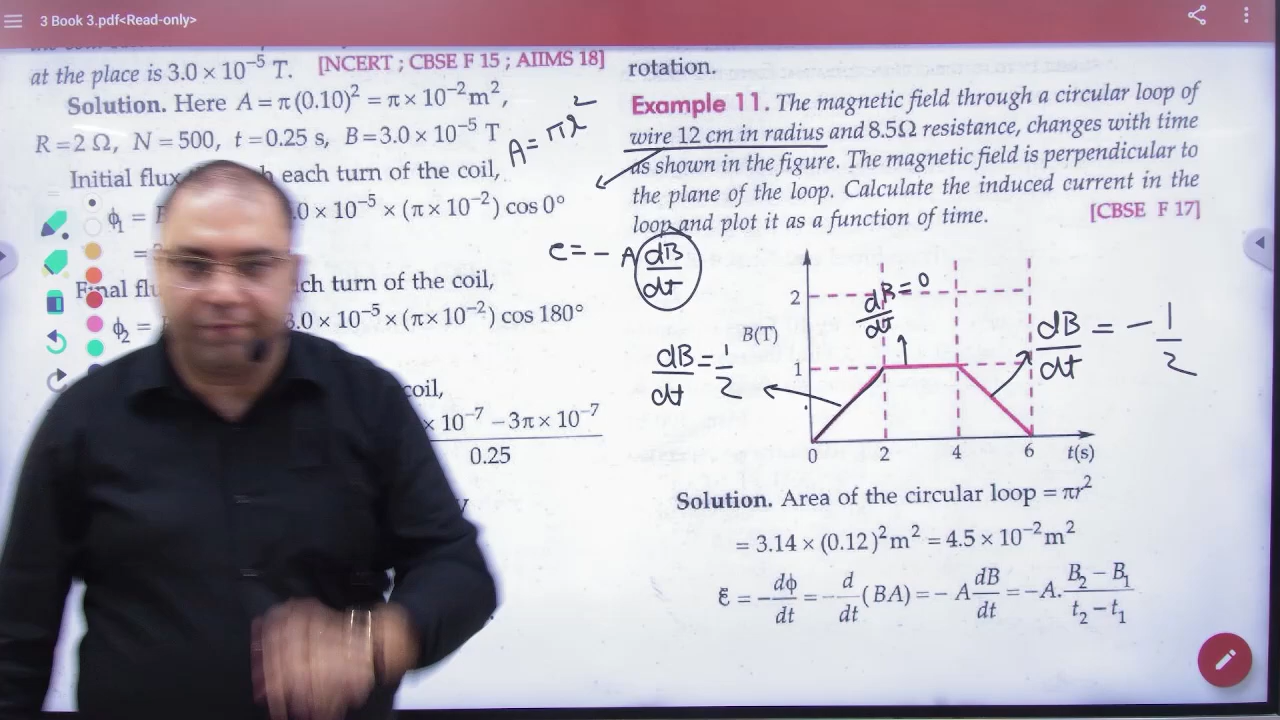 3 Book 3.pdf<Read-only>
at the place is 3.0 × 10⁻⁵ T. [NCERT ; CBSE F 15 ; AIIMS 18]
Solution. Here A = π (0.10)² = π × 10⁻² m²,
R = 2 Ω, N = 500, t = 0.25 s, B = 3.0 × 10⁻⁵ T
A = πr²
Initial flux each turn of the coil,
ϕ₁ = .0 × 10⁻⁵ × (π × 10⁻²) cos 0°
=
Final flu ch turn of the coil,
ϕ₂ = 3.0 × 10⁻⁵ × (π × 10⁻²) cos 180°
coil,
× 10⁻⁷ − 3π × 10⁻⁷
0.25
rotation.
Example 11. The magnetic field through a circular loop of
wire 12 cm in radius and 8.5Ω resistance, changes with time
as shown in the figure. The magnetic field is perpendicular to
the plane of the loop. Calculate the induced current in the
loop and plot it as a function of time. [CBSE F 17]
e = − A dB/dt
dB/dt = 1/2
dB/dt = 0
dB/dt = − 1/2
B(T)
2
1
0 2 4 6 t(s)
Solution. Area of the circular loop = πr²
= 3.14 × (0.12)² m² = 4.5 × 10⁻² m²
ℰ = − dϕ/dt = − d/dt (BA) = − A dB/dt = −A. B₂ − B₁ / t₂ − t₁